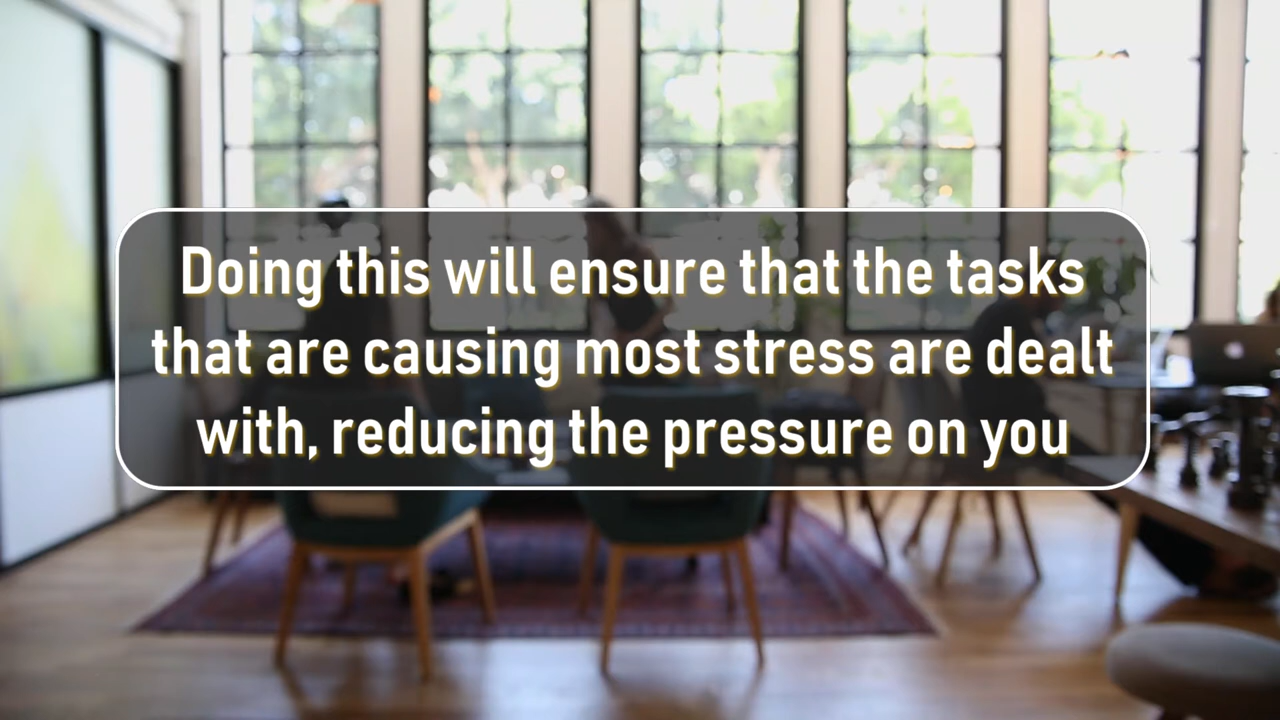 Doing this will ensure that the tasks
that are causing most stress are dealt
with, reducing the pressure on you